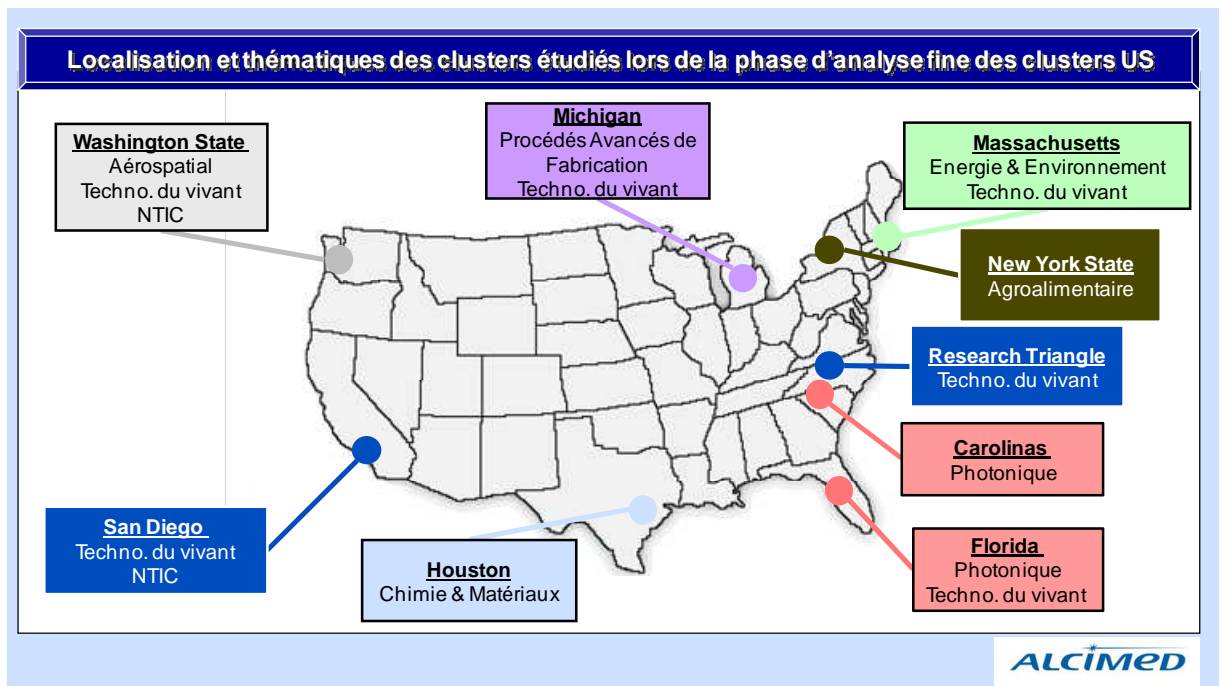 Localisation et thématiques des clusters étudiés lors de la phase d'analyse fine des clusters US
Washington State
Aérospatial
Techno. du vivant
NTIC
Michigan
Procédés Avancés de
Fabrication
Techno. du vivant
Massachusetts
Energie & Environnement
Techno. du vivant
New York State
Agroalimentaire
Research Triangle
Techno. du vivant
Carolinas
Photonique
San Diego
Techno. du vivant
NTIC
Houston
Chimie & Matériaux
Florida
Photonique
Techno. du vivant
ALCIMED